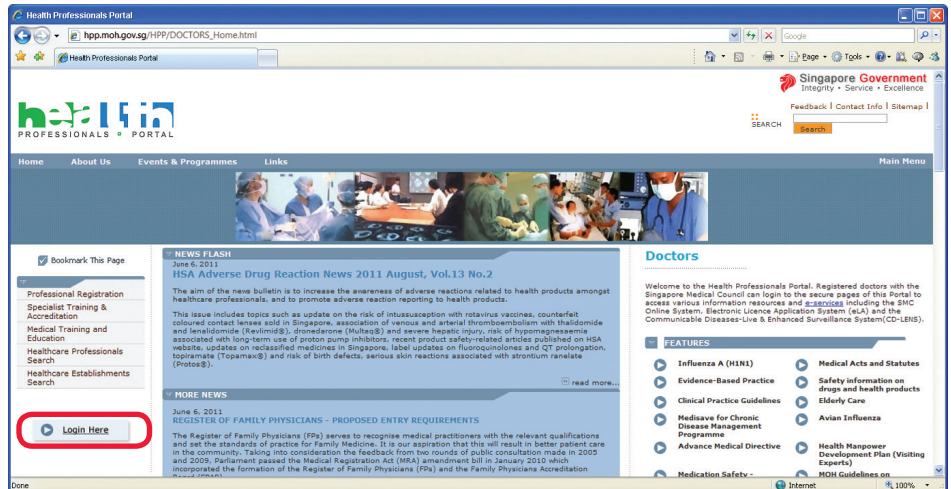 Health Professionals Portal
hpp.moh.gov.sg/HPP/DOCTORS_Home.html
Google
Health Professionals Portal
Page Tools
Singapore Government
Integrity • Service • Excellence
Feedback | Contact Info | Sitemap |
SEARCH
Search
health
PROFESSIONALS PORTAL
Home About Us Events & Programmes Links Main Menu
Bookmark This Page
Professional Registration
Specialist Training &
Accreditation
Medical Training and
Education
Healthcare Professionals
Search
Healthcare Establishments
Search
Login Here
NEWS FLASH
June 6, 2011
HSA Adverse Drug Reaction News 2011 August, Vol.13 No.2
The aim of the news bulletin is to increase the awareness of adverse reactions related to health products amongst
healthcare professionals, and to promote adverse reaction reporting to health products.
This issue includes topics such as update on the risk of intussusception with rotavirus vaccines, counterfeit
coloured contact lenses sold in Singapore, association of venous and arterial thromboembolism with thalidomide
and lenalidomide (Revlimid®), dronedarone (Multaq®) and severe hepatic injury, risk of hypomagnesaemia
associated with long-term use of proton pump inhibitors, recent product safety-related articles published on HSA
website, updates on reclassified medicines in Singapore, label updates on fluoroquinolones and QT prolongation,
topiramate (Topamax®) and risk of birth defects, serious skin reactions associated with strontium ranelate
(Protos®).
read more...
MORE NEWS
June 6, 2011
REGISTER OF FAMILY PHYSICIANS - PROPOSED ENTRY REQUIREMENTS
The Register of Family Physicians (FPs) serves to recognise medical practitioners with the relevant qualifications
and set the standards of practice for Family Medicine. It is our aspiration that this will result in better patient care
in the community. Taking into consideration the feedback from two rounds of public consultation made in 2005
and 2009, Parliament passed the Medical Registration Act (MRA) amendment bill in January 2010 which
incorporated the formation of the Register of Family Physicians (FPs) and the Family Physicians Accreditation
Board (FPAB)
Doctors
Welcome to the Health Professionals Portal. Registered doctors with the
Singapore Medical Council can login to the secure pages of this Portal to
access various information resources and e-services including the SMC
Online System, Electronic Licence Application System (eLA) and the
Communicable Diseases-Live & Enhanced Surveillance System(CD-LENS).
FEATURES
Influenza A (H1N1)
Evidence-Based Practice
Clinical Practice Guidelines
Medisave for Chronic
Disease Management
Programme
Advance Medical Directive
Medication Safety -
Medical Acts and Statutes
Safety information on
drugs and health products
Elderly Care
Avian Influenza
Health Manpower
Development Plan (Visiting
Experts)
MOH Guidelines on
Done Internet 100%